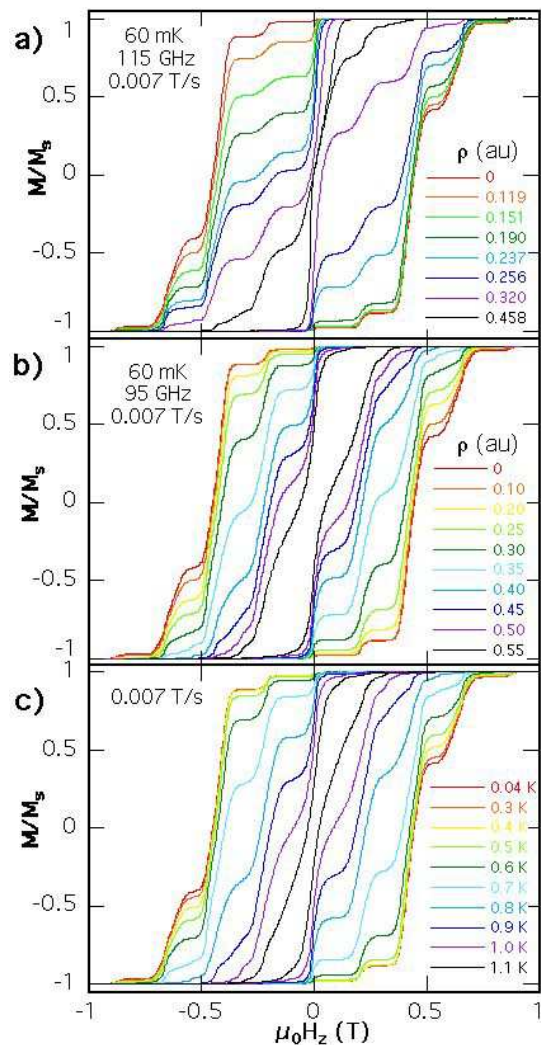 a)
60 mK
115 GHz
0.007 T/s
M/Ms
1
0.5
0
-0.5
-1
ρ (au)
0
0.119
0.151
0.190
0.237
0.256
0.320
0.458
b)
60 mK
95 GHz
0.007 T/s
M/Ms
1
0.5
0
-0.5
-1
ρ (au)
0
0.10
0.20
0.25
0.30
0.35
0.40
0.45
0.50
0.55
c)
0.007 T/s
M/Ms
1
0.5
0
-0.5
-1
0.04 K
0.3 K
0.4 K
0.5 K
0.6 K
0.7 K
0.8 K
0.9 K
1.0 K
1.1 K
-1 -0.5 0 0.5 1
μ₀Hz (T)